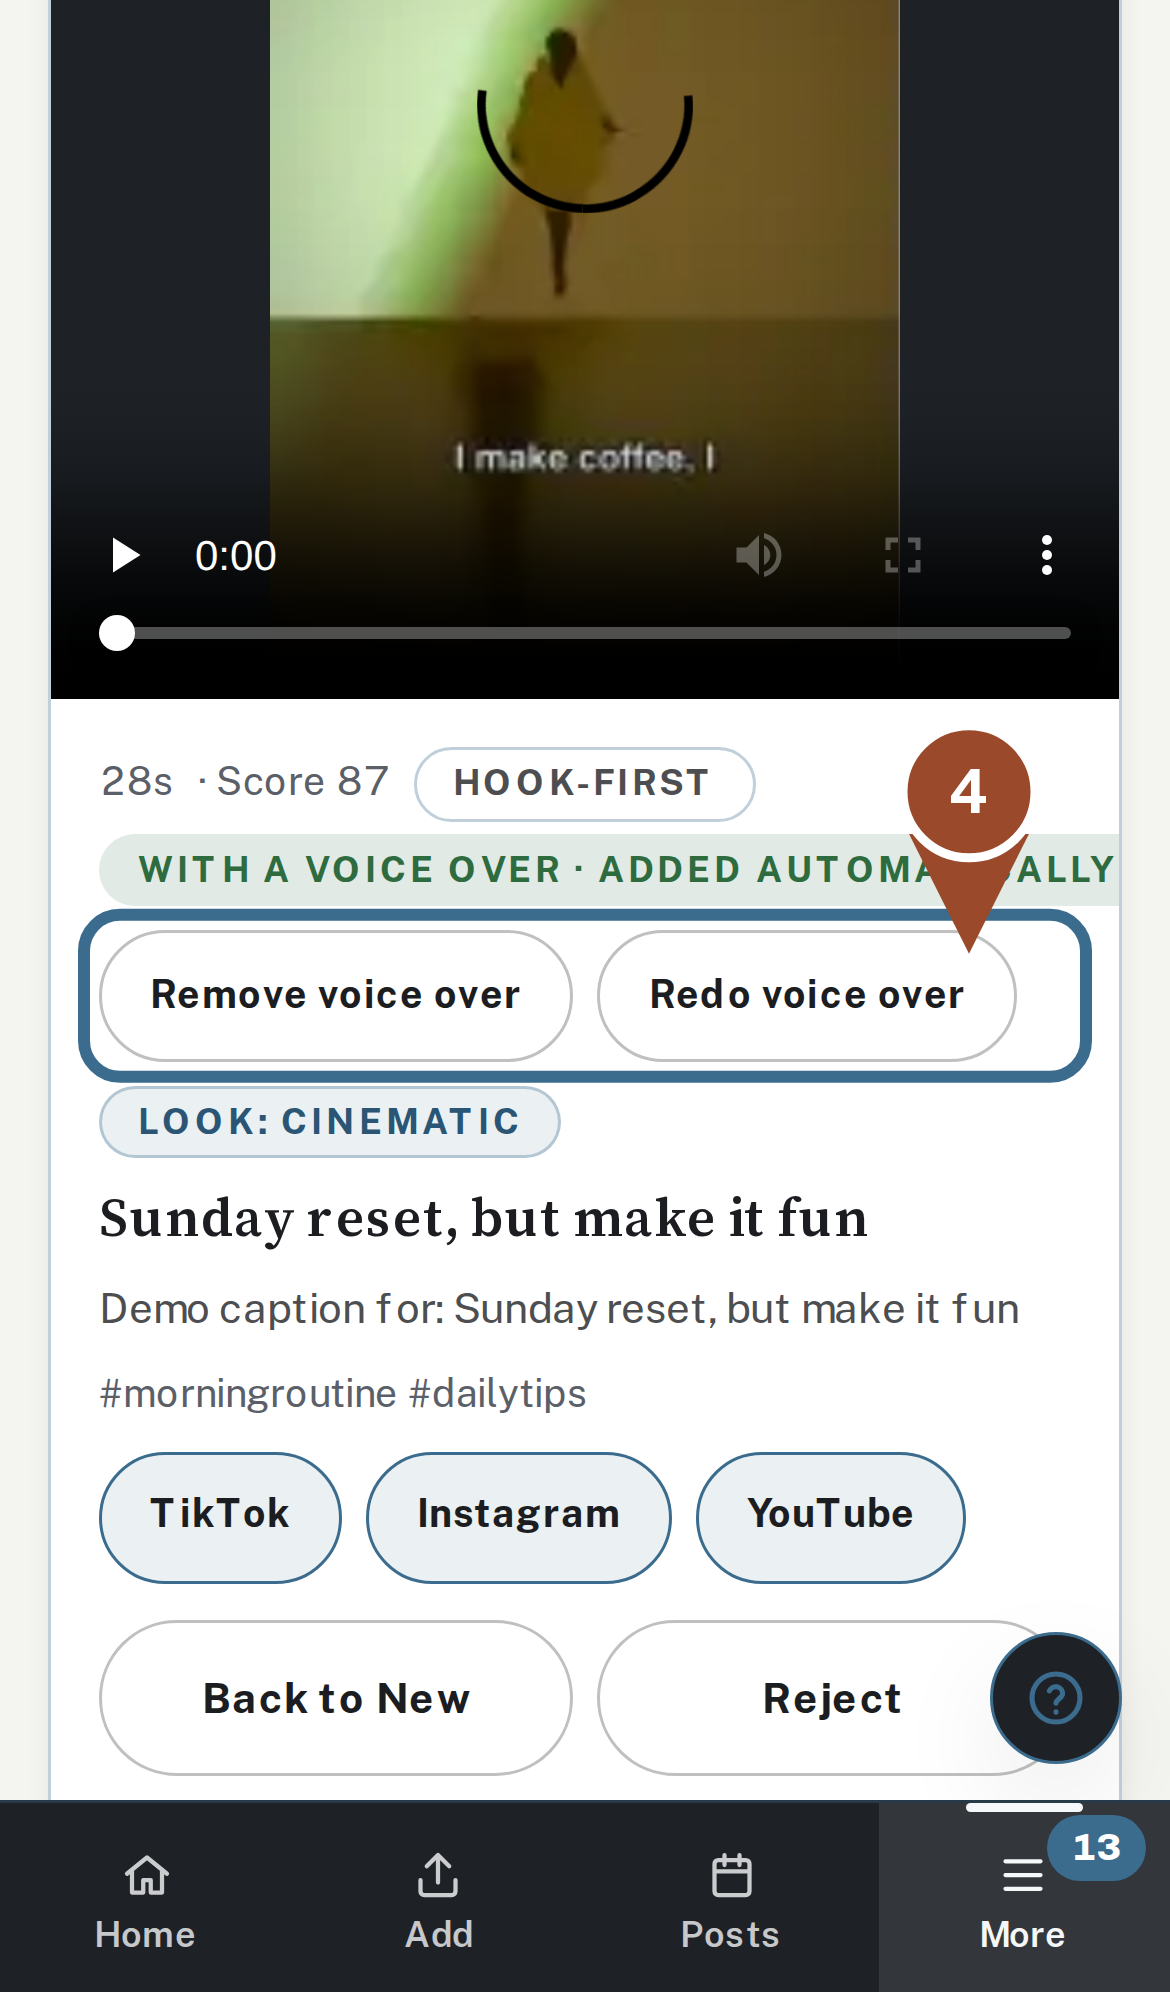 I make coffee, I
0:00
28s · Score 87 HOOK-FIRST
4
WITH A VOICE OVER · ADDED
Remove voice over Redo voice over
LOOK: CINEMATIC
Sunday reset, but make it fun
Demo caption for: Sunday reset, but make it fun
#morningroutine #dailytips
TikTok Instagram YouTube
Back to New Reject
13
Home Add Posts More